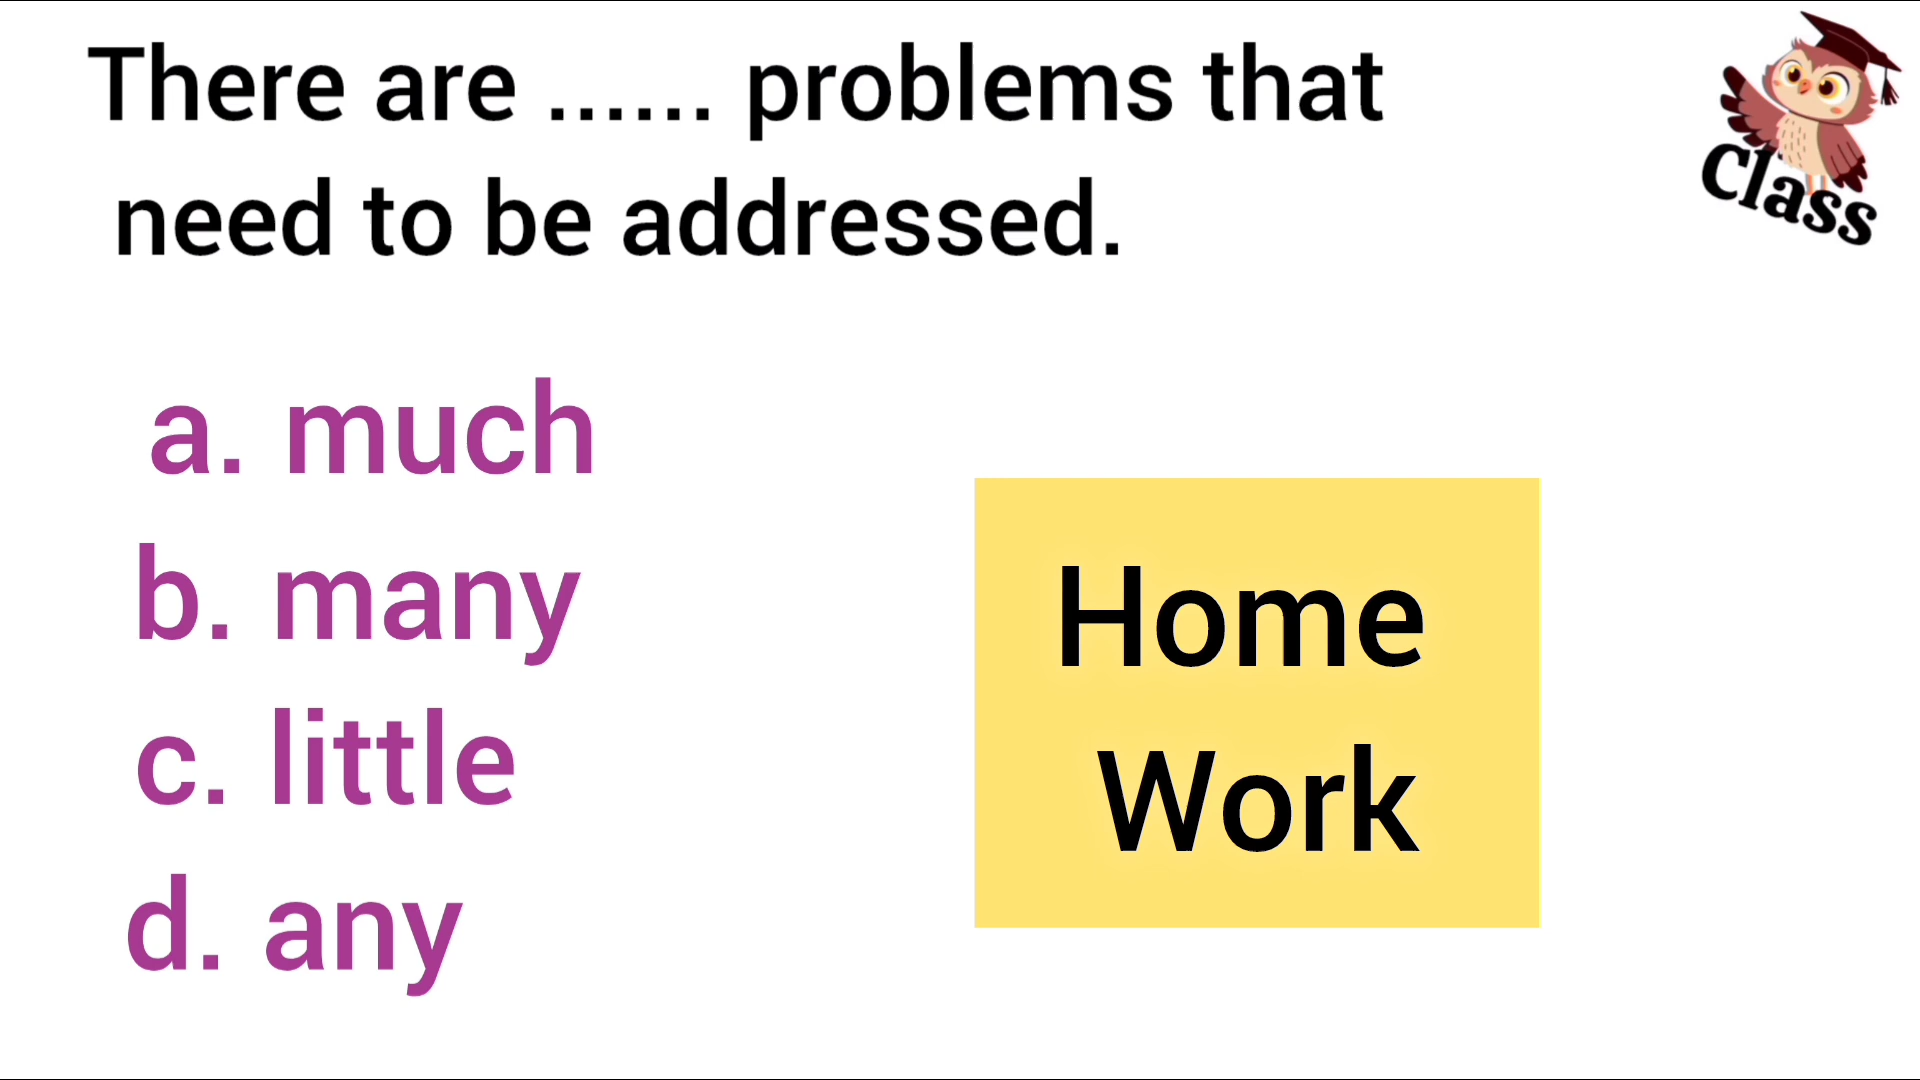 There are ...... problems that
need to be addressed.
Class
a. much
b. many
c. little
d. any
Home
Work